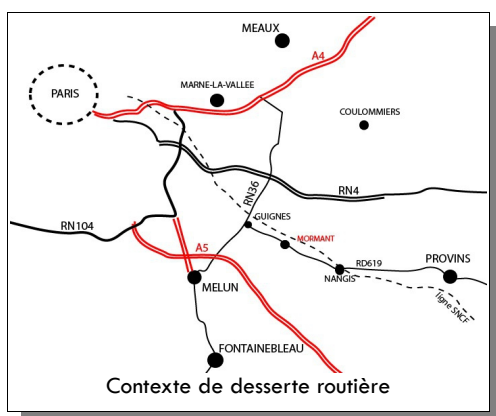 MEAUX
A4
MARNE-LA-VALLEE
PARIS
COULOMMIERS
RN36
RN4
GUIGNES
RN104
MORMANT
A5
RD619
PROVINS
NANGIS
MELUN
ligne SNCF
FONTAINEBLEAU
Contexte de desserte routière